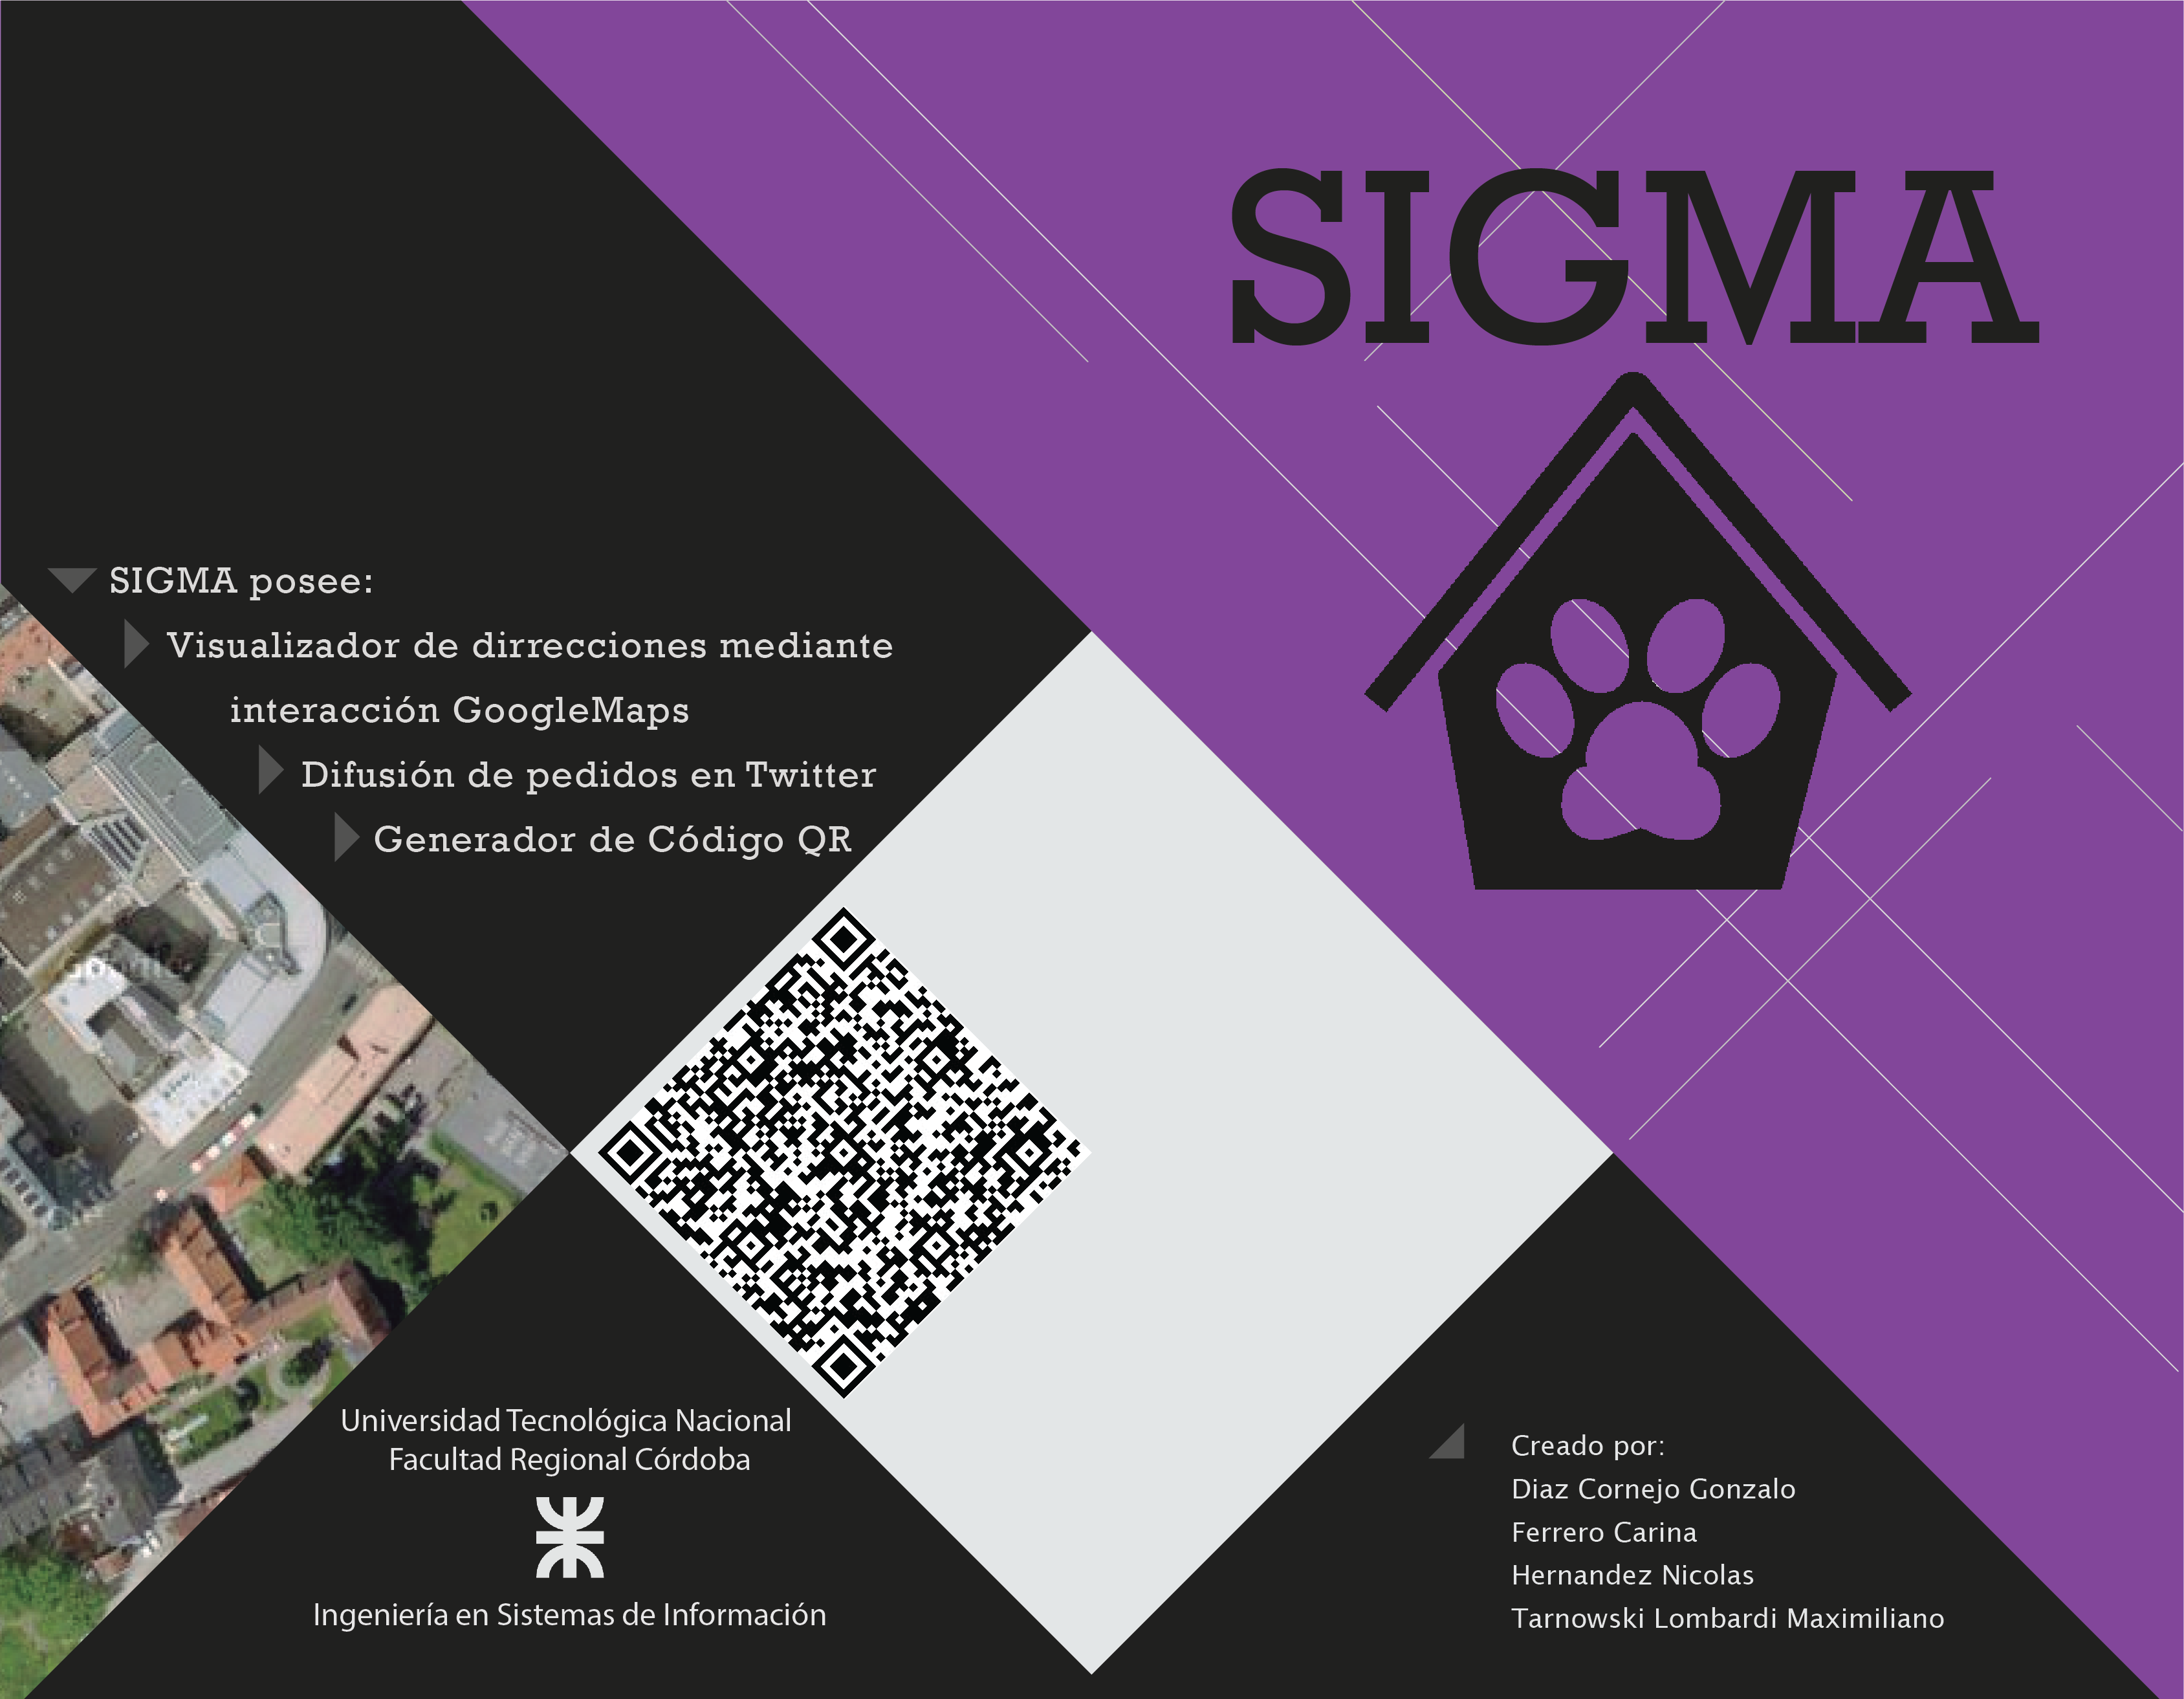 SIGMA
SIGMA posee:
Visualizador de dirrecciones mediante
interacción GoogleMaps
Difusión de pedidos en Twitter
Generador de Código QR
Universidad Tecnológica Nacional
Facultad Regional Córdoba
Ingeniería en Sistemas de Información
Creado por:
Diaz Cornejo Gonzalo
Ferrero Carina
Hernandez Nicolas
Tarnowski Lombardi Maximiliano